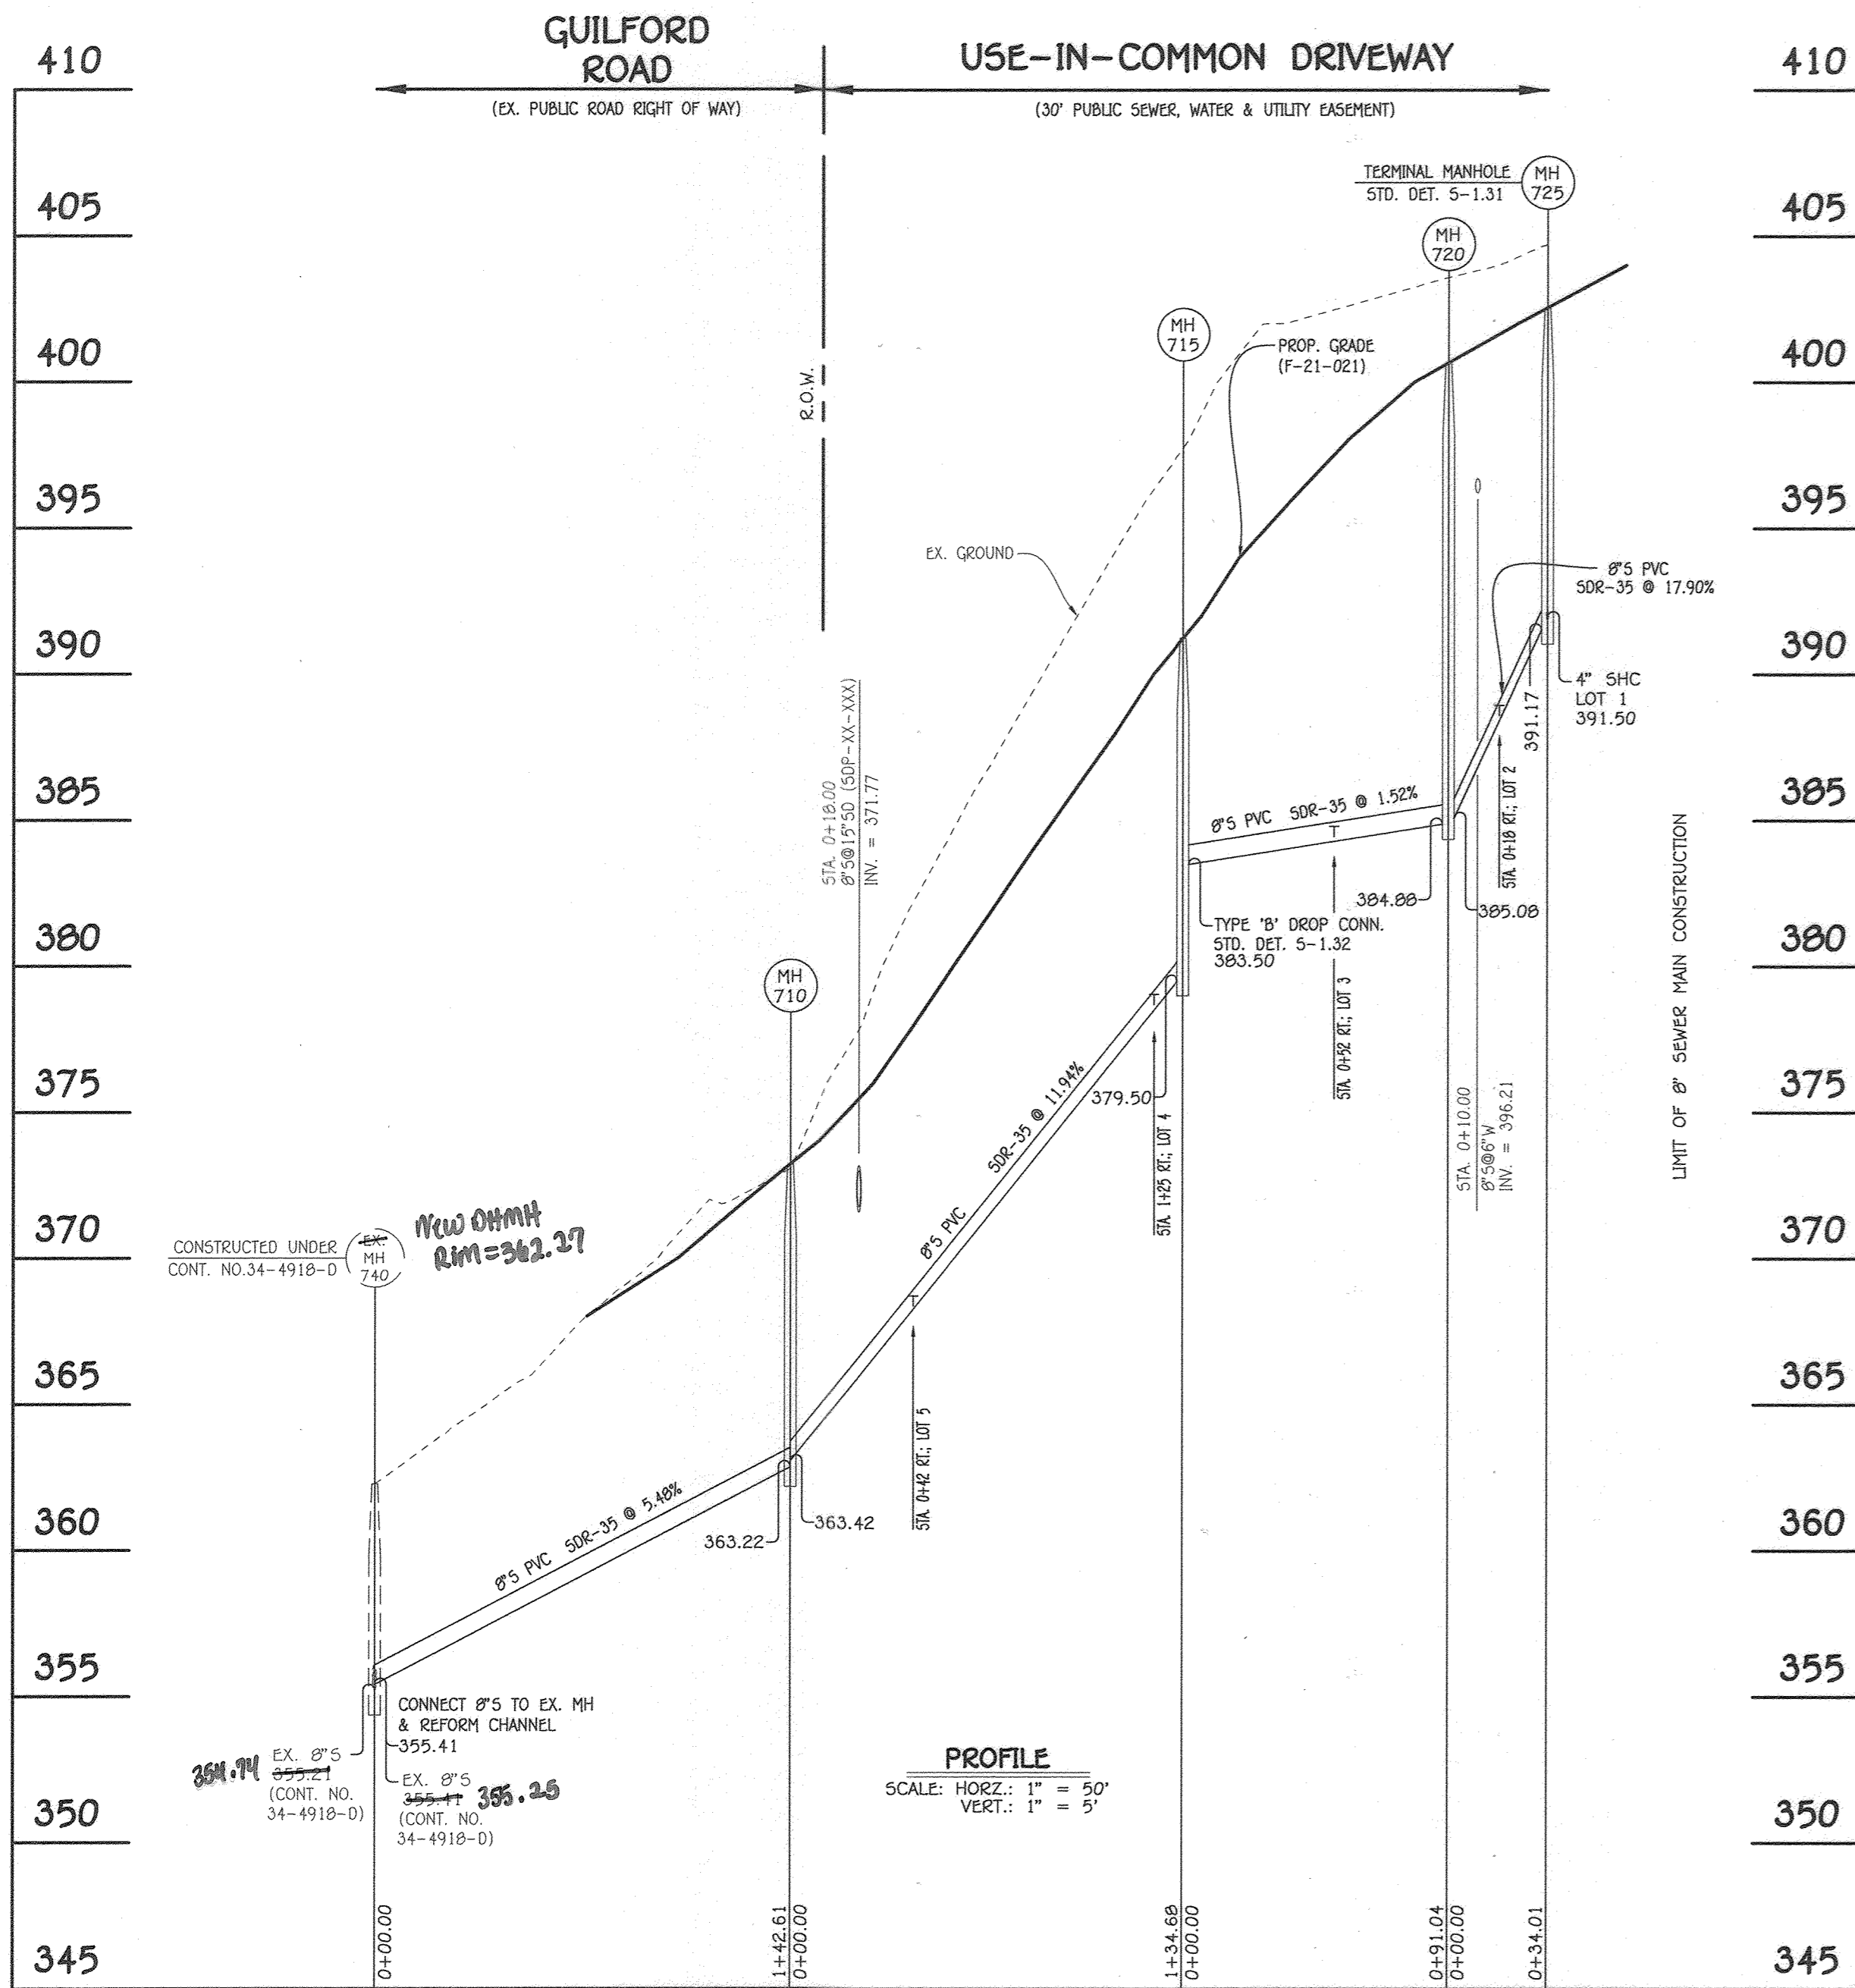 GUILFORD
ROAD
(EX. PUBLIC ROAD RIGHT OF WAY)
USE-IN-COMMON DRIVEWAY
(30' PUBLIC SEWER, WATER & UTILITY EASEMENT)
410
405
400
395
390
385
380
375
370
365
360
355
350
345
410
405
400
395
390
385
380
375
370
365
360
355
350
345
TERMINAL MANHOLE
STD. DET. S-1.31
MH
725
MH
720
MH
715
PROP. GRADE
(F-21-021)
R.O.W.
EX. GROUND
8"S PVC
SDR-35 @ 17.90%
4" SHC
LOT 1
391.50
391.17
STA. 0+18 RT.; LOT 2
STA. 0+18.00
8"S@15"SD (SDP-XX-XXX)
INV. = 371.77
8"S PVC SDR-35 @ 1.52%
384.88
385.08
TYPE 'B' DROP CONN.
STD. DET. S-1.32
383.50
STA. 0+52 RT.; LOT 3
MH
710
8"S PVC SDR-35 @ 11.94%
379.50
STA. 1+25 RT.; LOT 4
STA. 0+10.00
8"S@6"W
INV. = 396.21
LIMIT OF 8" SEWER MAIN CONSTRUCTION
CONSTRUCTED UNDER
CONT. NO.34-4918-D
EX.
MH
740
New DHMH
Rim=362.27
STA. 0+42 RT.; LOT 5
8"S PVC SDR-35 @ 5.48%
363.22
363.42
CONNECT 8"S TO EX. MH
& REFORM CHANNEL
355.41
354.74
EX. 8"S
355.21
(CONT. NO.
34-4918-D)
EX. 8"S
355.41 355.25
(CONT. NO.
34-4918-D)
PROFILE
SCALE: HORZ.: 1" = 50'
VERT.: 1" = 5'
0+00.00
1+42.61
0+00.00
1+34.68
0+00.00
0+91.04
0+00.00
0+34.01